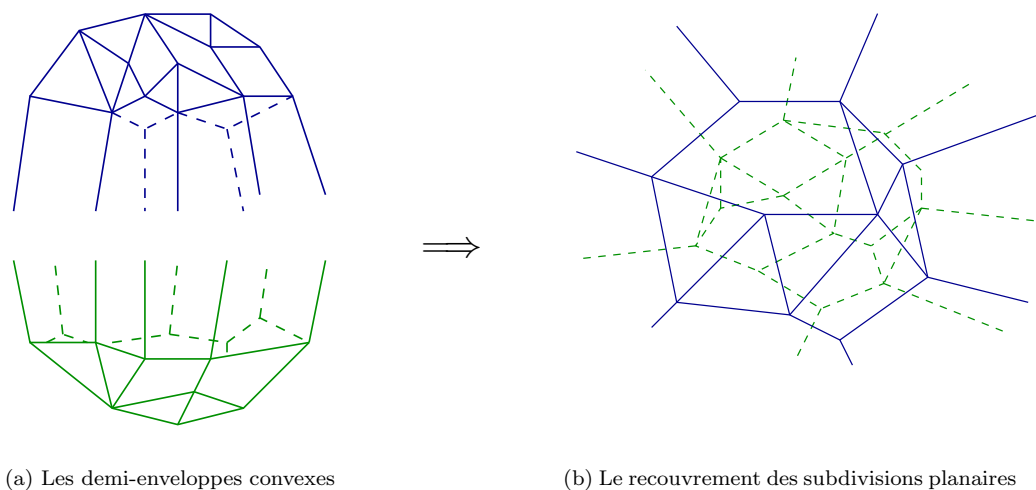 (a) Les demi-enveloppes convexes
(b) Le recouvrement des subdivisions planaires